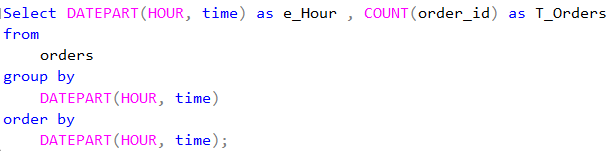 Select DATEPART(HOUR, time) as e_Hour , COUNT(order_id) as T_Orders
from
    orders
group by
    DATEPART(HOUR, time)
order by
    DATEPART(HOUR, time);